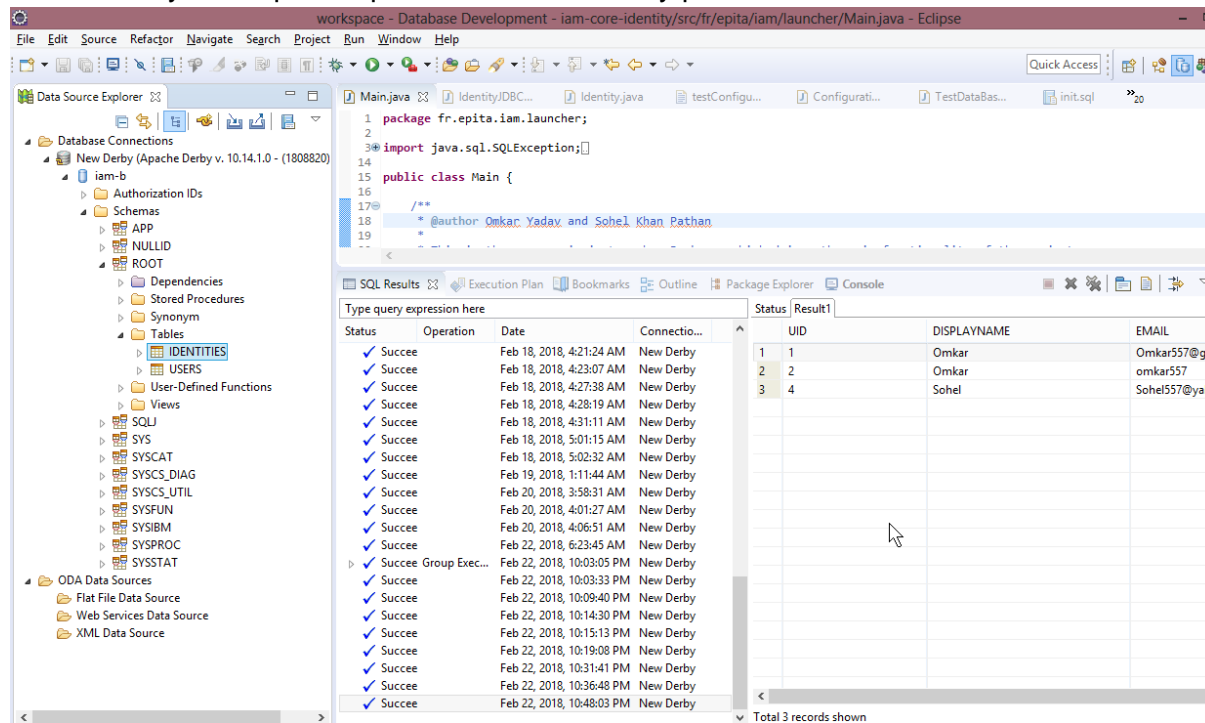 workspace - Database Development - iam-core-identity/src/fr/epita/iam/launcher/Main.java - Eclipse
File Edit Source Refactor Navigate Search Project Run Window Help
Quick Access
Data Source Explorer
Database Connections
New Derby (Apache Derby v. 10.14.1.0 - (1808820)
iam-b
Authorization IDs
Schemas
APP
NULLID
ROOT
Dependencies
Stored Procedures
Synonym
Tables
IDENTITIES
USERS
User-Defined Functions
Views
SQLJ
SYS
SYSCAT
SYSCS_DIAG
SYSCS_UTIL
SYSFUN
SYSIBM
SYSPROC
SYSSTAT
ODA Data Sources
Flat File Data Source
Web Services Data Source
XML Data Source
Main.java IdentityJDBC... Identity.java testConfigu... Configurati... TestDataBas... init.sql »20
1 package fr.epita.iam.launcher;
2
3 import java.sql.SQLException;
14
15 public class Main {
16
17 /**
18 * @author Omkar Yadav and Sohel Khan Pathan
19 *
SQL Results Execution Plan Bookmarks Outline Package Explorer Console
Type query expression here
Status Operation Date Connectio...
Succee Feb 18, 2018, 4:21:24 AM New Derby
Succee Feb 18, 2018, 4:23:07 AM New Derby
Succee Feb 18, 2018, 4:27:38 AM New Derby
Succee Feb 18, 2018, 4:28:19 AM New Derby
Succee Feb 18, 2018, 4:31:11 AM New Derby
Succee Feb 18, 2018, 5:01:15 AM New Derby
Succee Feb 18, 2018, 5:02:32 AM New Derby
Succee Feb 19, 2018, 1:11:44 AM New Derby
Succee Feb 20, 2018, 3:58:31 AM New Derby
Succee Feb 20, 2018, 4:01:27 AM New Derby
Succee Feb 20, 2018, 4:06:51 AM New Derby
Succee Feb 22, 2018, 6:23:45 AM New Derby
Succee Group Exec... Feb 22, 2018, 10:03:05 PM New Derby
Succee Feb 22, 2018, 10:03:33 PM New Derby
Succee Feb 22, 2018, 10:09:40 PM New Derby
Succee Feb 22, 2018, 10:14:30 PM New Derby
Succee Feb 22, 2018, 10:15:13 PM New Derby
Succee Feb 22, 2018, 10:19:08 PM New Derby
Succee Feb 22, 2018, 10:31:41 PM New Derby
Succee Feb 22, 2018, 10:36:48 PM New Derby
Succee Feb 22, 2018, 10:48:03 PM New Derby
Status Result1
UID DISPLAYNAME EMAIL
1 1 Omkar Omkar557@g
2 2 Omkar omkar557
3 4 Sohel Sohel557@ya
Total 3 records shown